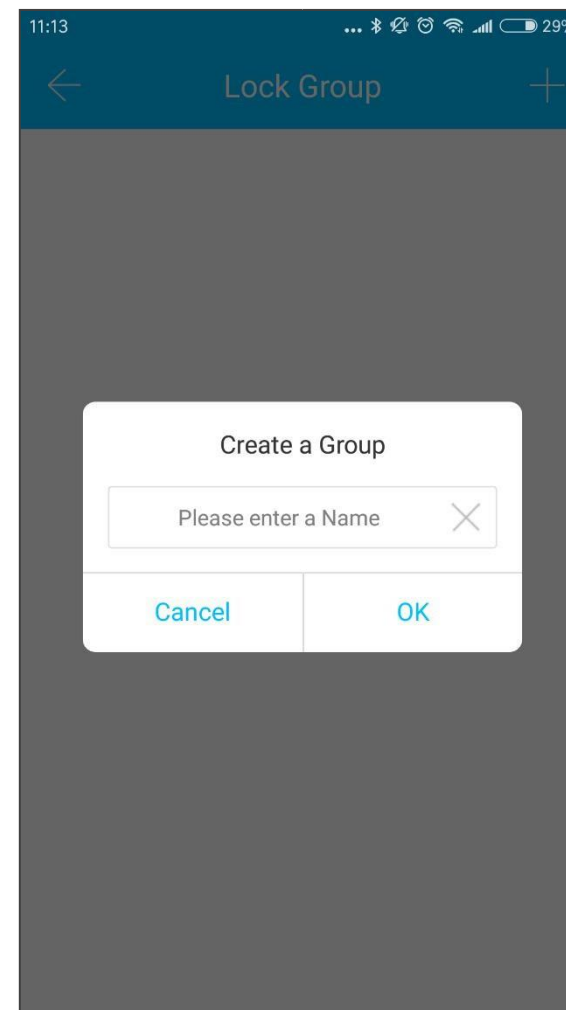 11:13 ... 29%
Lock Group
Create a Group
Please enter a Name
Cancel OK